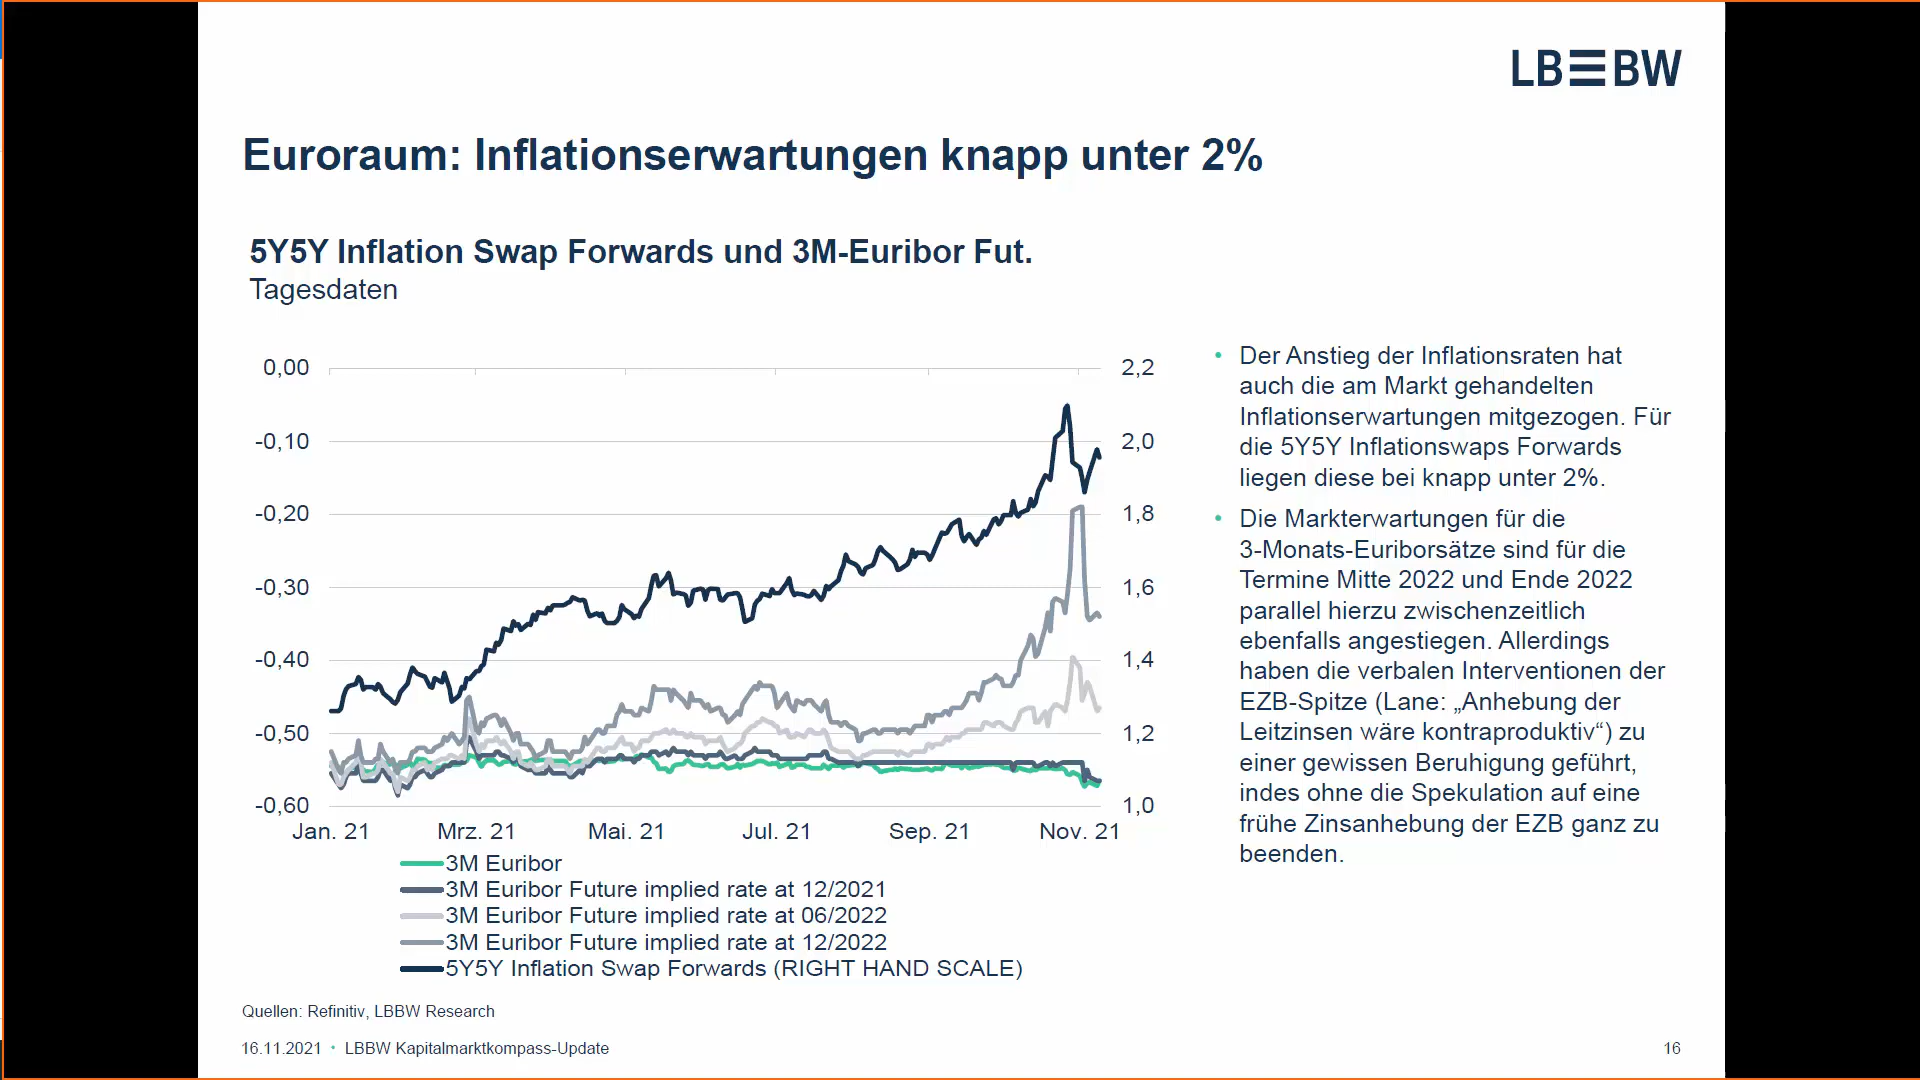 LBBW
Euroraum: Inflationserwartungen knapp unter 2%
5Y5Y Inflation Swap Forwards und 3M-Euribor Fut.
Tagesdaten
0,00
-0,10
-0,20
-0,30
-0,40
-0,50
-0,60
2,2
2,0
1,8
1,6
1,4
1,2
1,0
Jan. 21 Mrz. 21 Mai. 21 Jul. 21 Sep. 21 Nov. 21
3M Euribor
3M Euribor Future implied rate at 12/2021
3M Euribor Future implied rate at 06/2022
3M Euribor Future implied rate at 12/2022
5Y5Y Inflation Swap Forwards (RIGHT HAND SCALE)
• Der Anstieg der Inflationsraten hat
auch die am Markt gehandelten
Inflationserwartungen mitgezogen. Für
die 5Y5Y Inflationswaps Forwards
liegen diese bei knapp unter 2%.
• Die Markterwartungen für die
3-Monats-Euriborsätze sind für die
Termine Mitte 2022 und Ende 2022
parallel hierzu zwischenzeitlich
ebenfalls angestiegen. Allerdings
haben die verbalen Interventionen der
EZB-Spitze (Lane: „Anhebung der
Leitzinsen wäre kontraproduktiv“) zu
einer gewissen Beruhigung geführt,
indes ohne die Spekulation auf eine
frühe Zinsanhebung der EZB ganz zu
beenden.
Quellen: Refinitiv, LBBW Research
16.11.2021 • LBBW Kapitalmarktkompass-Update
16